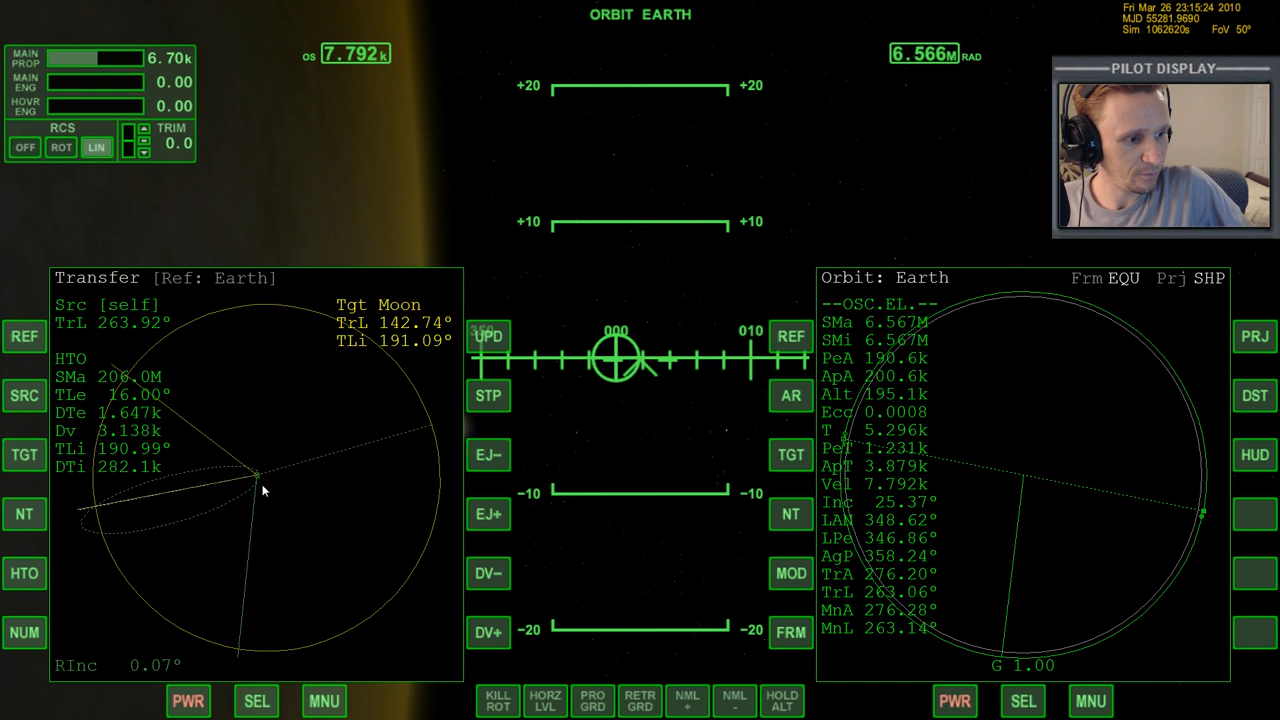 ORBIT EARTH
Fri Mar 26 23:15:24 2010
MJD 55281.9690
Sim 1062620s FoV 50°
MAIN PROP 6.70k
MAIN ENG 0.00
HOVR ENG 0.00
RCS TRIM
OFF ROT LIN 0.0
OS 7.792k
6.566M RAD
PILOT DISPLAY
+20 +20
+10 +10
350 000 010
-10 -10
-20 -20
Transfer [Ref: Earth]
Src [self] Tgt Moon
TrL 263.92° TrL 142.74°
TLi 191.09°
HTO
SMa 206.0M
TLe 16.00°
DTe 1.647k
Dv 3.138k
TLi 190.99°
DTi 282.1k
RInc 0.07°
REF
SRC
TGT
NT
HTO
NUM
UPD
STP
EJ-
EJ+
DV-
DV+
PWR SEL MNU
KILL ROT
HORZ LVL
PRO GRD
RETR GRD
NML +
NML -
HOLD ALT
REF
AR
TGT
NT
MOD
FRM
Orbit: Earth Frm EQU Prj SHP
--OSC.EL.--
SMa 6.567M
SMi 6.567M
PeA 190.6k
ApA 200.6k
Alt 195.1k
Ecc 0.0008
T 5.296k
PeT 1.231k
ApT 3.879k
Vel 7.792k
Inc 25.37°
LAN 348.62°
LPe 346.86°
AgP 358.24°
TrA 276.20°
TrL 263.06°
MnA 276.28°
MnL 263.14°
G 1.00
PRJ
DST
HUD
PWR SEL MNU